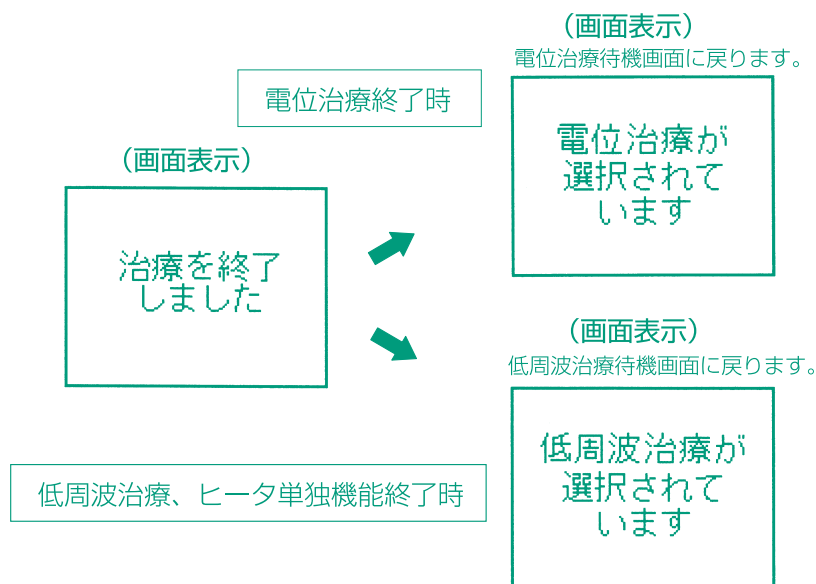 （画面表示）
治療を終了
しました
電位治療終了時
（画面表示）
電位治療待機画面に戻ります。
電位治療が
選択されて
います
低周波治療、ヒータ単独機能終了時
（画面表示）
低周波治療待機画面に戻ります。
低周波治療が
選択されて
います